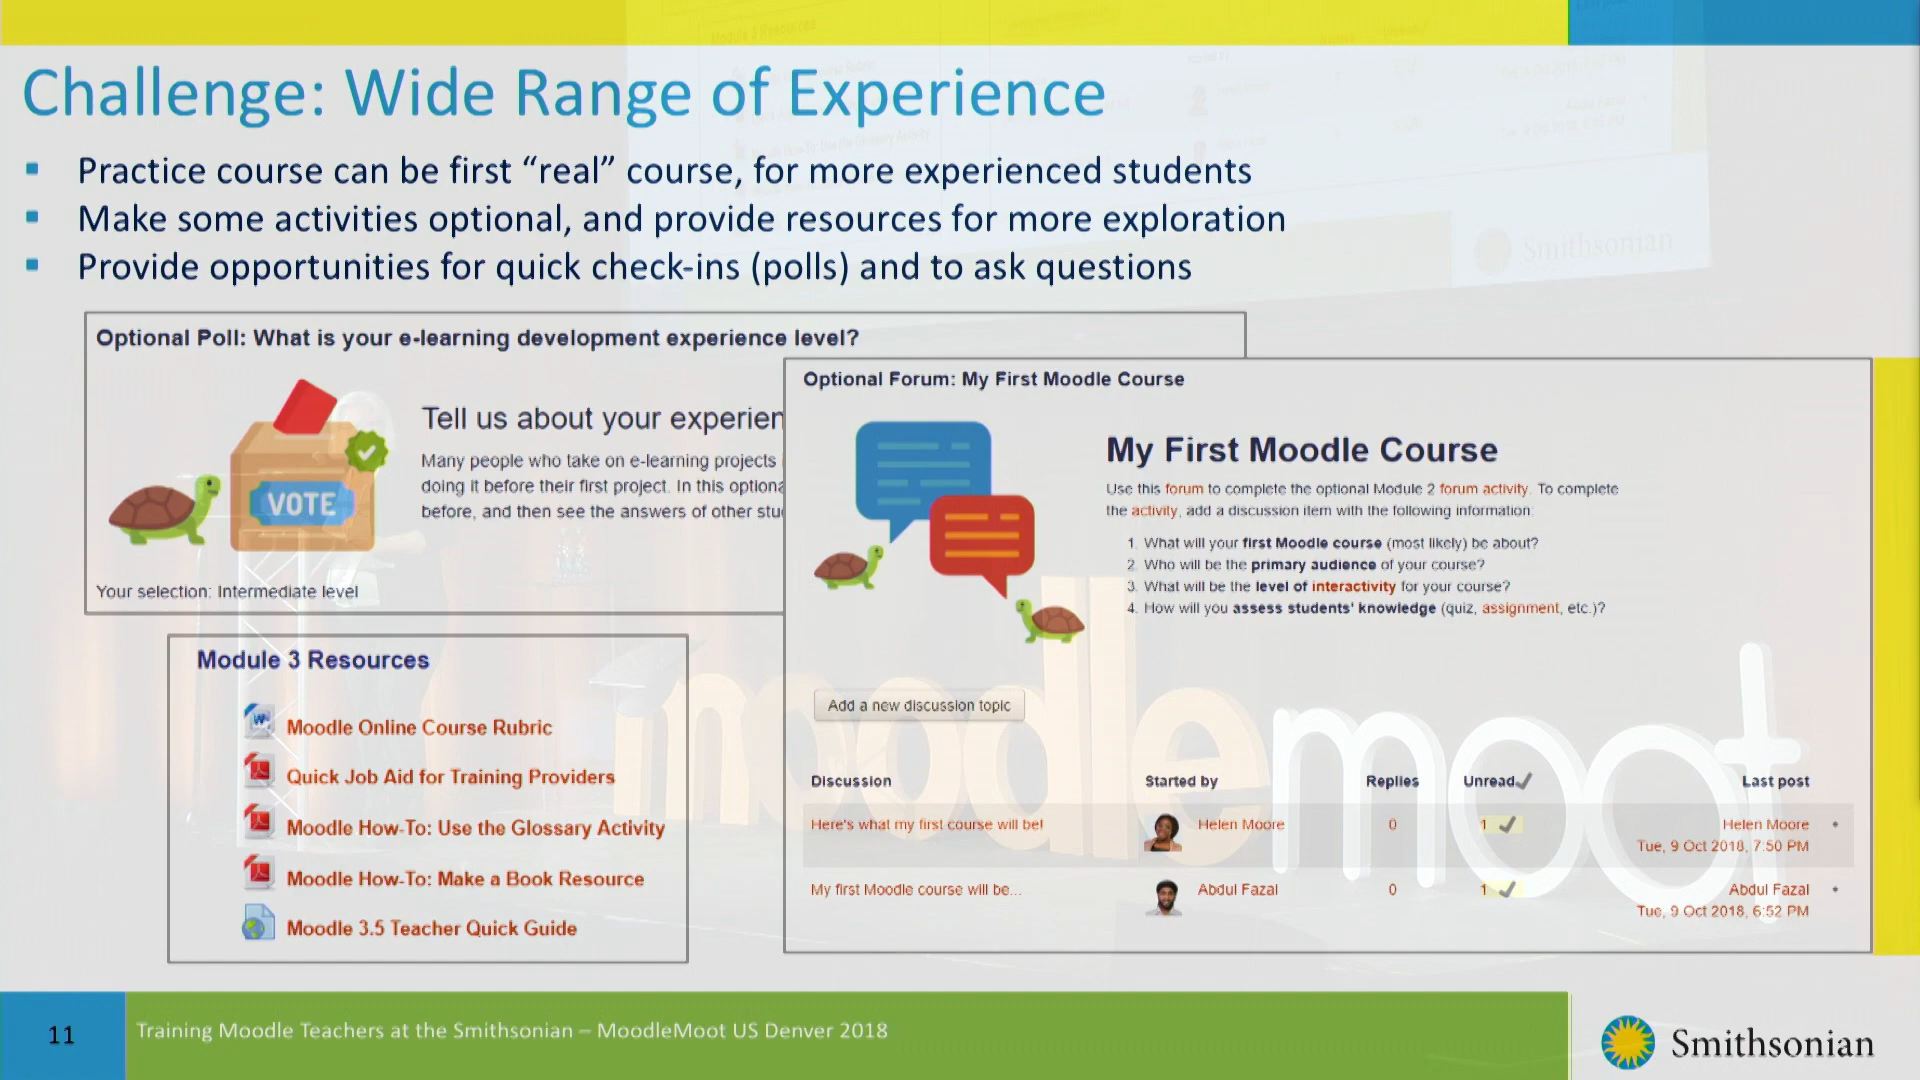 Challenge: Wide Range of Experience
Practice course can be first “real” course, for more experienced students
Make some activities optional, and provide resources for more exploration
Provide opportunities for quick check-ins (polls) and to ask questions
Optional Poll: What is your e-learning development experience level?
Tell us about your experien
Many people who take on e-learning projects
doing it before their first project. In this optiona
before, and then see the answers of other stu
VOTE
Your selection: Intermediate level
Module 3 Resources
Moodle Online Course Rubric
Quick Job Aid for Training Providers
Moodle How-To: Use the Glossary Activity
Moodle How-To: Make a Book Resource
Moodle 3.5 Teacher Quick Guide
Optional Forum: My First Moodle Course
My First Moodle Course
Use this forum to complete the optional Module 2 forum activity. To complete
the activity, add a discussion item with the following information:
1. What will your first Moodle course (most likely) be about?
2. Who will be the primary audience of your course?
3. What will be the level of interactivity for your course?
4. How will you assess students' knowledge (quiz, assignment, etc.)?
Add a new discussion topic
Discussion Started by Replies Unread✓ Last post
Here's what my first course will be! Helen Moore 0 1 ✓ Helen Moore
Tue, 9 Oct 2018, 7:50 PM
My first Moodle course will be... Abdul Fazal 0 1 ✓ Abdul Fazal
Tue, 9 Oct 2018, 6:52 PM
moodlemoot
Smithsonian
11
Training Moodle Teachers at the Smithsonian – MoodleMoot US Denver 2018
Smithsonian